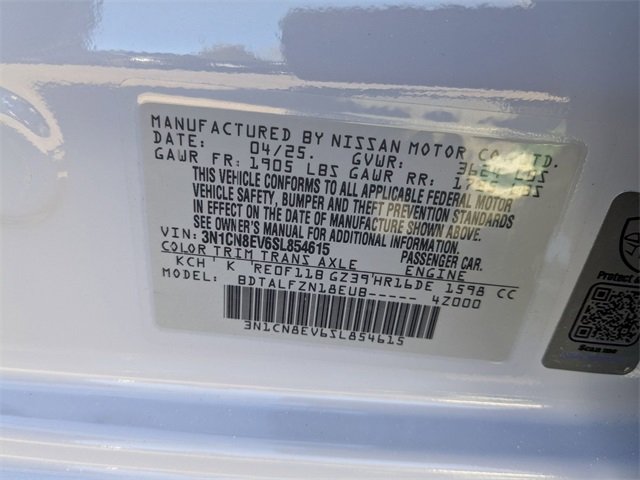 MANUFACTURED BY NISSAN MOTOR CO., LTD.
DATE: 04/25. GVWR: LBS
GAWR FR: 1905 LBS GAWR RR: LBS
THIS VEHICLE CONFORMS TO ALL APPLICABLE FEDERAL MOTOR
VEHICLE SAFETY, BUMPER AND THEFT PREVENTION STANDARDS
IN EFFECT ON THE DATE OF MANUFACTURE SHOWN ABOVE.
SEE OWNER'S MANUAL FOR ADDITIONAL INFORMATION.
VIN: 3N1CN8EV6SL854615 PASSENGER CAR.
COLOR TRIM TRANS AXLE ENGINE
KCH K RE0F11B GZ39 HR16DE 1598 CC
MODEL: BDTALFZN18EUB----- 4Z000
3N1CN8EV6SL854615
Protect